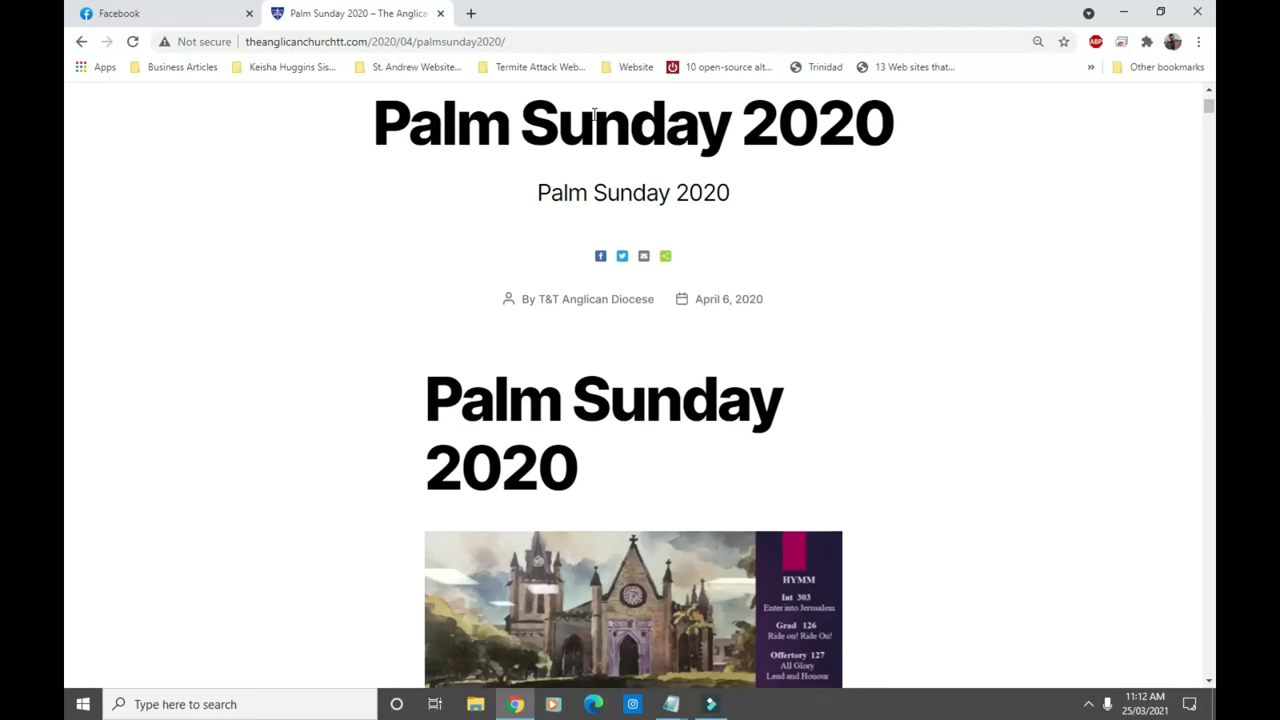 Facebook
Palm Sunday 2020 – The Anglica
Not secure theanglicanchurchtt.com/2020/04/palmsunday2020/
ABP
Apps Business Articles Keisha Huggins Sis... St. Andrew Website... Termite Attack Web... Website 10 open-source alt... Trinidad 13 Web sites that... » Other bookmarks
Palm Sunday 2020
Palm Sunday 2020
By T&T Anglican Diocese April 6, 2020
Palm Sunday
2020
HYMM
Int 303
Enter into Jerusalem
Grad 126
Ride on! Ride On!
Offertory 127
All Glory
Laud and Honour
Type here to search
11:12 AM
25/03/2021